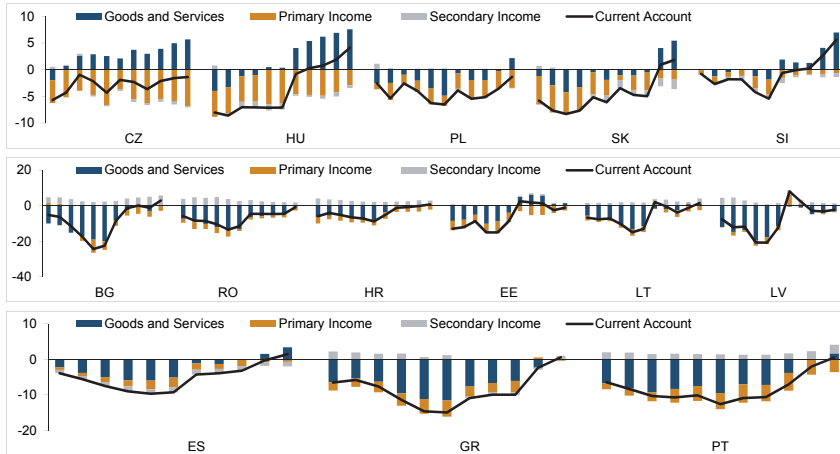 10
Goods and Services
Primary Income
Secondary Income
Current Account
5
0
-5
-10
CZ
HU
PL
SK
SI
20
Goods and Services
Primary Income
Secondary Income
Current Account
0
-20
-40
BG
RO
HR
EE
LT
LV
10
Goods and Services
Primary Income
Secondary Income
Current Account
0
-10
-20
ES
GR
PT